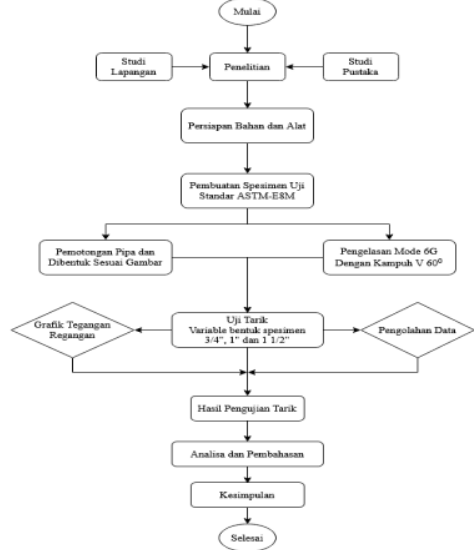 Mulai
Studi
Lapangan
Penelitian
Studi
Pustaka
Persiapan Bahan dan Alat
Pembuatan Spesimen Uji
Standar ASTM-E8M
Pemotongan Pipa dan
Dibentuk Sesuai Gambar
Pengelasan Mode 6G
Dengan Kampuh V 60⁰
Grafik Tegangan
Regangan
Uji Tarik
Variable bentuk spesimen
3/4", 1" dan 1 1/2"
Pengolahan Data
Hasil Pengujian Tarik
Analisa dan Pembahasan
Kesimpulan
Selesai